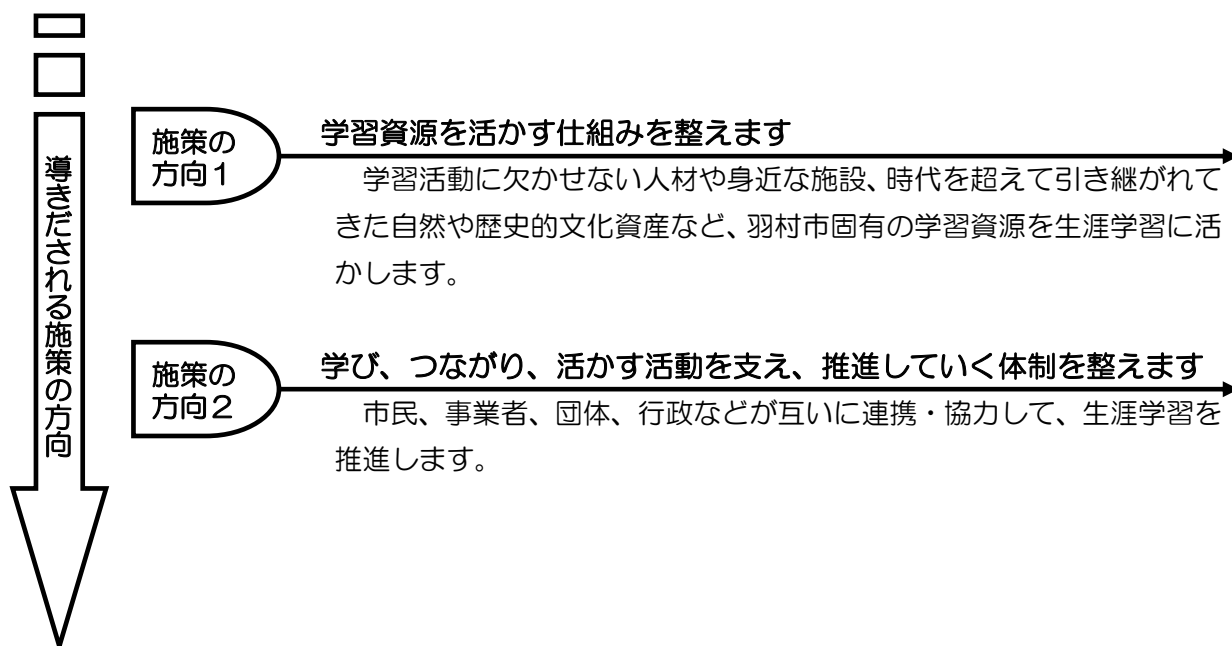 導きだされる施策の方向
施策の
方向1
学習資源を活かす仕組みを整えます
学習活動に欠かせない人材や身近な施設、時代を超えて引き継がれて
きた自然や歴史的文化資産など、羽村市固有の学習資源を生涯学習に活
かします。
施策の
方向2
学び、つながり、活かす活動を支え、推進していく体制を整えます
市民、事業者、団体、行政などが互いに連携・協力して、生涯学習を
推進します。